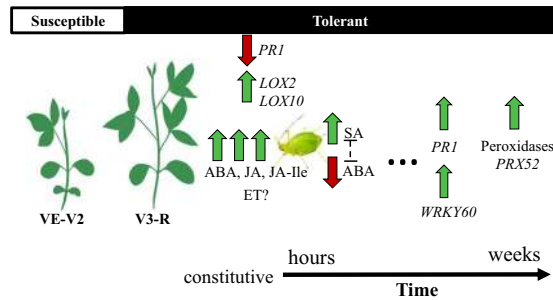 Susceptible Tolerant
PR1
LOX2
LOX10
SA
ABA
ABA, JA, JA-Ile
ET?
...
PR1
WRKY60
Peroxidases
PRX52
VE-V2 V3-R
hours weeks
constitutive
Time